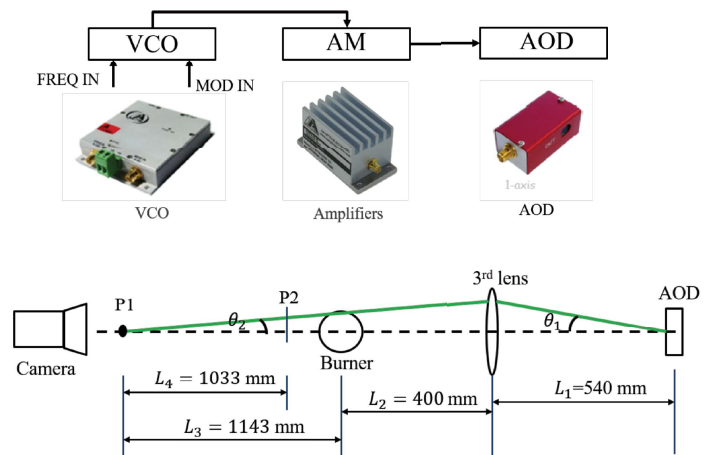 VCO
AM
AOD
FREQ IN
MOD IN
1-axis
VCO
Amplifiers
AOD
3rd lens
P1
P2
AOD
θ2
θ1
Burner
Camera
L4 = 1033 mm
L1=540 mm
L2 = 400 mm
L3 = 1143 mm